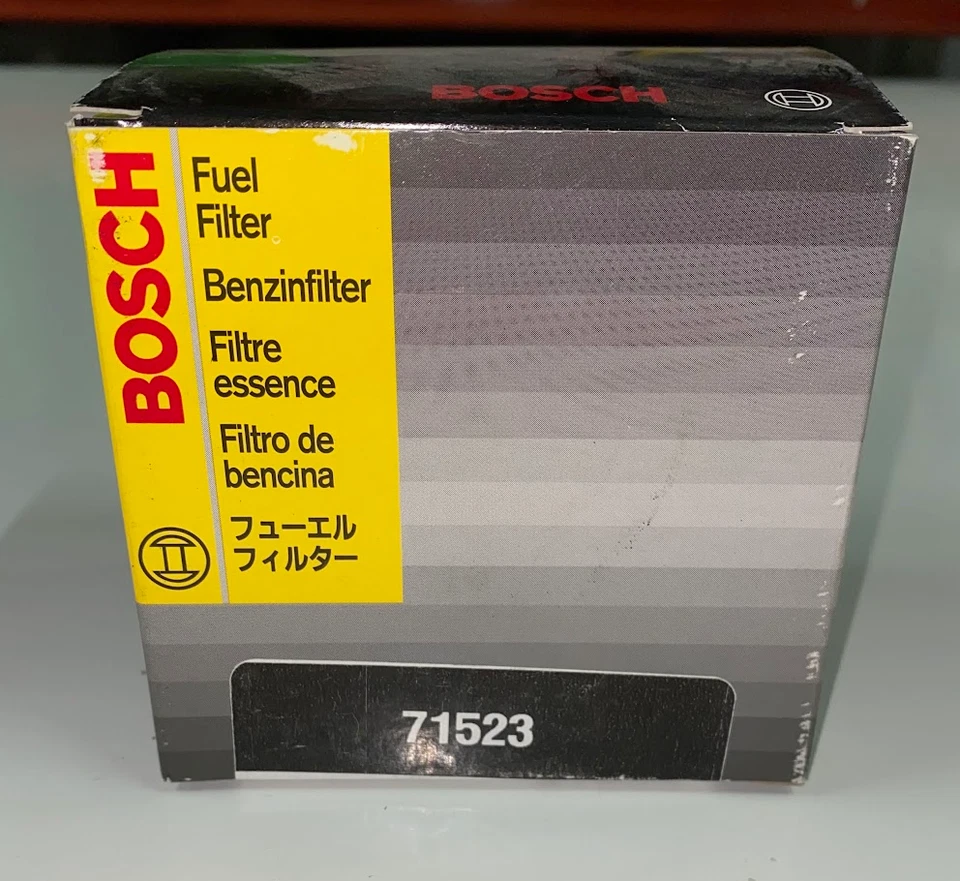 BOSCH
BOSCH
Fuel
Filter
Benzinfilter
Filtre
essence
Filtro de
bencina
フューエル
フィルター
71523